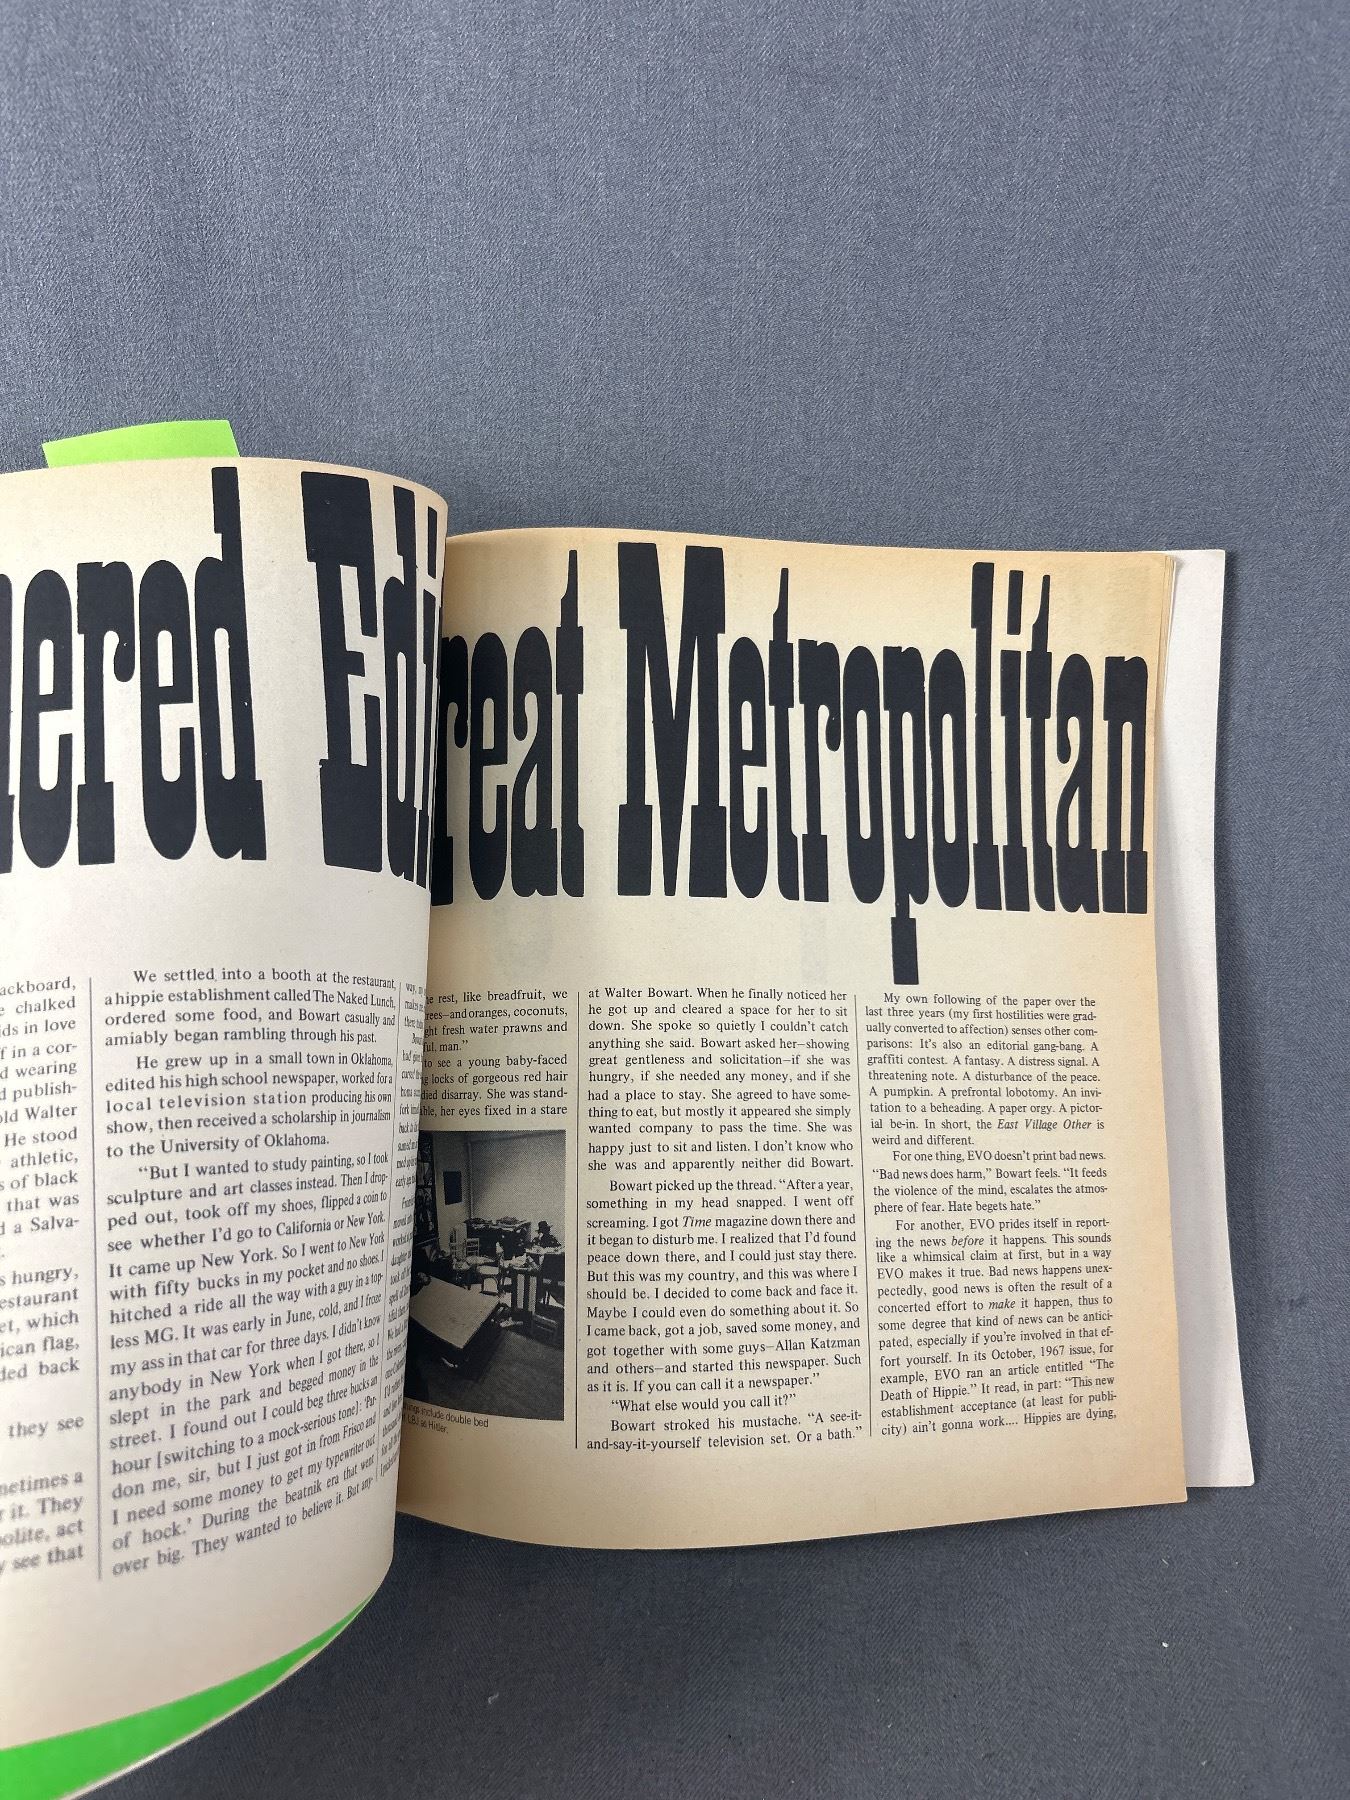 ered Edi
reat Metropolitan
ackboard,
chalked
ds in love
f in a cor-
d wearing
d publish-
old Walter
He stood
athletic,
s of black
that was
d a Salva-
s hungry,
estaurant
et, which
ican flag,
ded back
they see
netimes a
r it. They
polite, act
y see that
We settled into a booth at the restaurant,
a hippie establishment called The Naked Lunch,
ordered some food, and Bowart casually and
amiably began rambling through his past.
He grew up in a small town in Oklahoma,
edited his high school newspaper, worked for a
local television station producing his own
show, then received a scholarship in journalism
to the University of Oklahoma.
“But I wanted to study painting, so I took
sculpture and art classes instead. Then I drop-
ped out, took off my shoes, flipped a coin to
see whether I’d go to California or New York.
It came up New York. So I went to New York
with fifty bucks in my pocket and no shoes. I
hitched a ride all the way with a guy in a top-
less MG. It was early in June, cold, and I froze
my ass in that car for three days. I didn’t know
anybody in New York when I got there, so I
slept in the park and begged money in the
street. I found out I could beg three bucks an
hour [switching to a mock-serious tone]: ‘Par-
don me, sir, but I just got in from Frisco and
I need some money to get my typewriter out
of hock.’ During the beatnik era that went
over big. They wanted to believe it. But any-
e rest, like breadfruit, we
rees—and oranges, coconuts,
ght fresh water prawns and
ful, man.”
to see a young baby-faced
g locks of gorgeous red hair
died disarray. She was stand-
ble, her eyes fixed in a stare
ings include double bed
LBJ as Hitler.
at Walter Bowart. When he finally noticed her
he got up and cleared a space for her to sit
down. She spoke so quietly I couldn’t catch
anything she said. Bowart asked her—showing
great gentleness and solicitation—if she was
hungry, if she needed any money, and if she
had a place to stay. She agreed to have some-
thing to eat, but mostly it appeared she simply
wanted company to pass the time. She was
happy just to sit and listen. I don’t know who
she was and apparently neither did Bowart.
Bowart picked up the thread. “After a year,
something in my head snapped. I went off
screaming. I got Time magazine down there and
it began to disturb me. I realized that I’d found
peace down there, and I could just stay there.
But this was my country, and this was where I
should be. I decided to come back and face it.
Maybe I could even do something about it. So
I came back, got a job, saved some money, and
got together with some guys—Allan Katzman
and others—and started this newspaper. Such
as it is. If you can call it a newspaper.”
“What else would you call it?”
Bowart stroked his mustache. “A see-it-
and-say-it-yourself television set. Or a bath.”
My own following of the paper over the
last three years (my first hostilities were grad-
ually converted to affection) senses other com-
parisons: It’s also an editorial gang-bang. A
graffiti contest. A fantasy. A distress signal. A
threatening note. A disturbance of the peace.
A pumpkin. A prefrontal lobotomy. An invi-
tation to a beheading. A paper orgy. A pictor-
ial be-in. In short, the East Village Other is
weird and different.
For one thing, EVO doesn’t print bad news.
“Bad news does harm,” Bowart feels. “It feeds
the violence of the mind, escalates the atmos-
phere of fear. Hate begets hate.”
For another, EVO prides itself in report-
ing the news before it happens. This sounds
like a whimsical claim at first, but in a way
EVO makes it true. Bad news happens unex-
pectedly, good news is often the result of a
concerted effort to make it happen, thus to
some degree that kind of news can be antici-
pated, especially if you’re involved in that ef-
fort yourself. In its October, 1967 issue, for
example, EVO ran an article entitled “The
Death of Hippie.” It read, in part: “This new
establishment acceptance (at least for publi-
city) ain’t gonna work.... Hippies are dying,